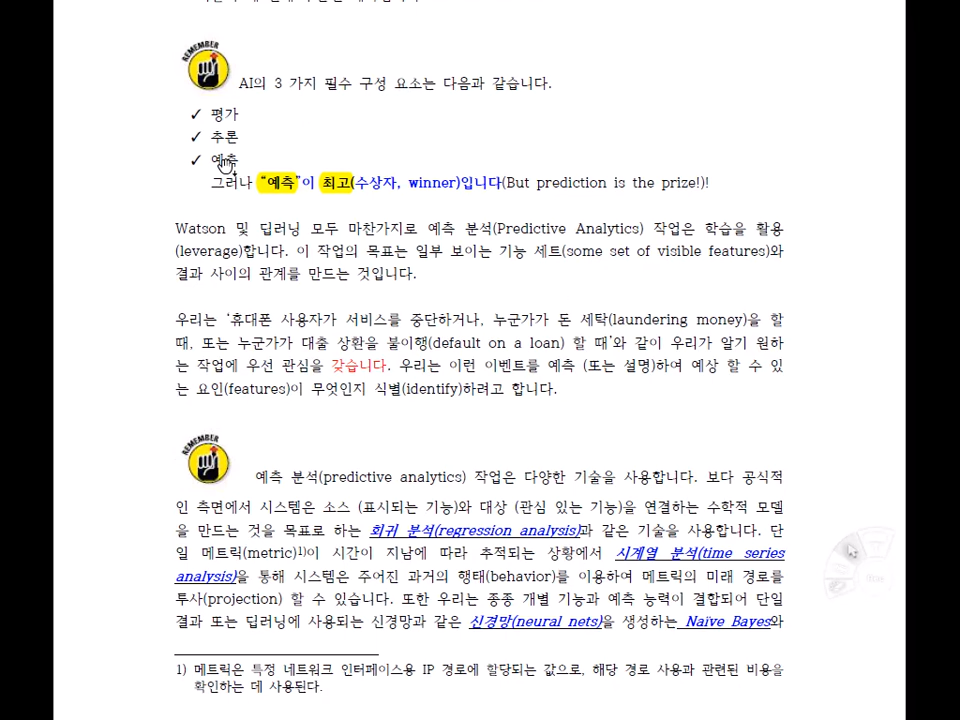 REMEMBER
AI의 3 가지 필수 구성 요소는 다음과 같습니다.
✓ 평가
✓ 추론
✓ 예측
그러나 “예측”이 최고(수상자, winner)입니다(But prediction is the prize!)!
Watson 및 딥러닝 모두 마찬가지로 예측 분석(Predictive Analytics) 작업은 학습을 활용
(leverage)합니다. 이 작업의 목표는 일부 보이는 기능 세트(some set of visible features)와
결과 사이의 관계를 만드는 것입니다.
우리는 ‘휴대폰 사용자가 서비스를 중단하거나, 누군가가 돈 세탁(laundering money)을 할
때, 또는 누군가가 대출 상환을 불이행(default on a loan) 할 때’와 같이 우리가 알기 원하
는 작업에 우선 관심을 갖습니다. 우리는 이런 이벤트를 예측 (또는 설명)하여 예상 할 수 있
는 요인(features)이 무엇인지 식별(identify)하려고 합니다.
REMEMBER
예측 분석(predictive analytics) 작업은 다양한 기술을 사용합니다. 보다 공식적
인 측면에서 시스템은 소스 (표시되는 기능)와 대상 (관심 있는 기능)을 연결하는 수학적 모델
을 만드는 것을 목표로 하는 회귀 분석(regression analysis)과 같은 기술을 사용합니다. 단
일 메트릭(metric)1)이 시간이 지남에 따라 추적되는 상황에서 시계열 분석(time series
analysis)을 통해 시스템은 주어진 과거의 행태(behavior)를 이용하여 메트릭의 미래 경로를
투사(projection) 할 수 있습니다. 또한 우리는 종종 개별 기능과 예측 능력이 결합되어 단일
결과 또는 딥러닝에 사용되는 신경망과 같은 신경망(neural nets)을 생성하는 Naïve Bayes와
1) 메트릭은 특정 네트워크 인터페이스용 IP 경로에 할당되는 값으로, 해당 경로 사용과 관련된 비용을
확인하는 데 사용된다.